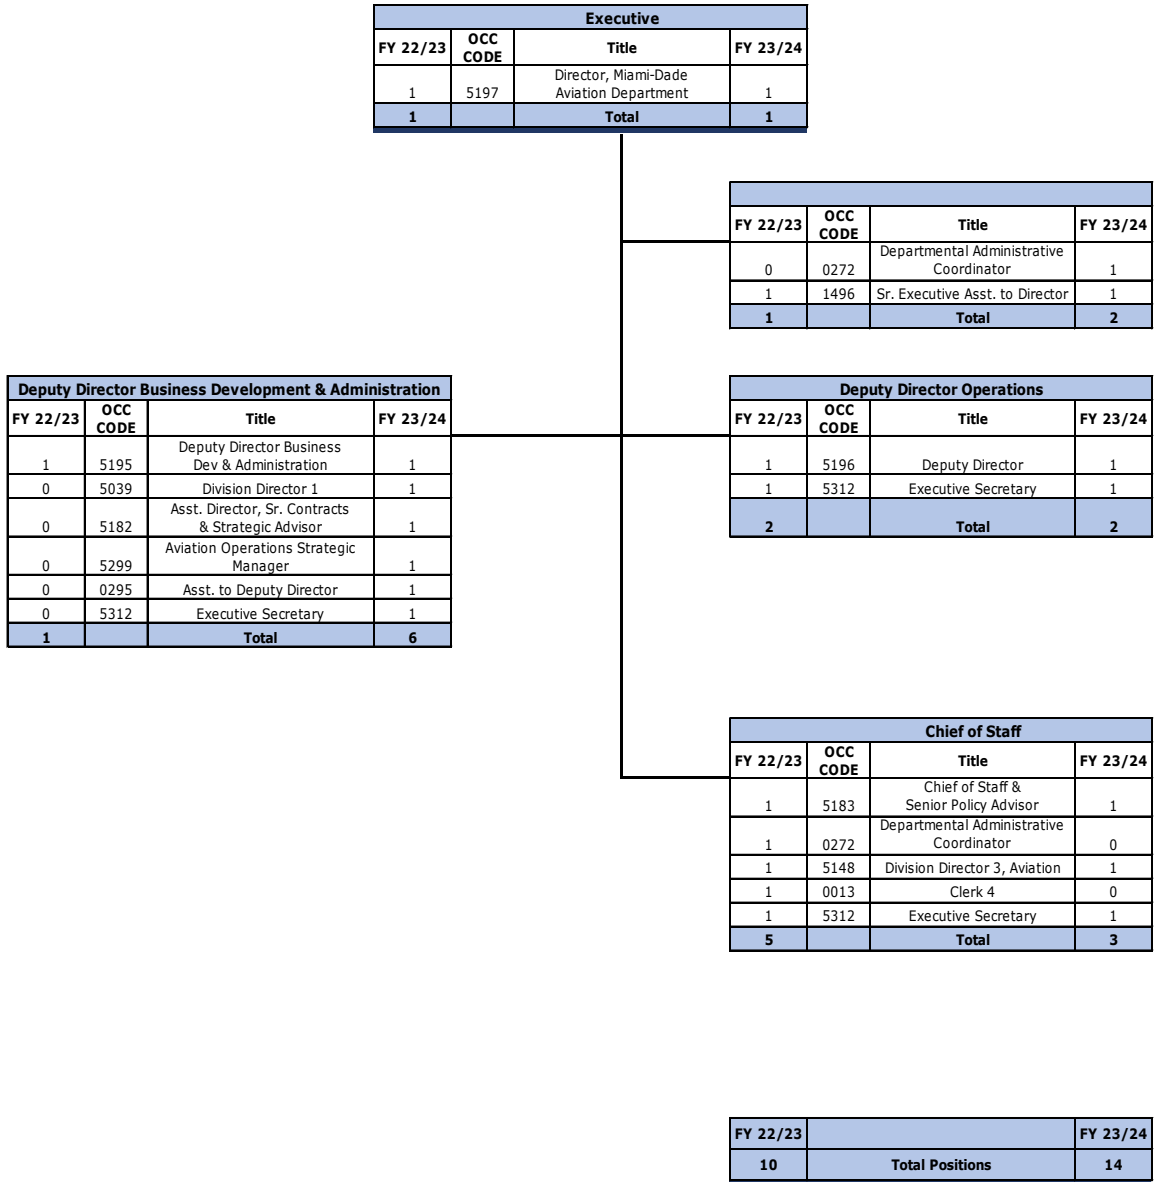 Executive
FY 22/23 OCC CODE Title FY 23/24
1 5197 Director, Miami-Dade Aviation Department 1
1 Total 1
FY 22/23 OCC CODE Title FY 23/24
0 0272 Departmental Administrative Coordinator 1
1 1496 Sr. Executive Asst. to Director 1
1 Total 2
Deputy Director Business Development & Administration
FY 22/23 OCC CODE Title FY 23/24
1 5195 Deputy Director Business Dev & Administration 1
0 5039 Division Director 1 1
0 5182 Asst. Director, Sr. Contracts & Strategic Advisor 1
0 5299 Aviation Operations Strategic Manager 1
0 0295 Asst. to Deputy Director 1
0 5312 Executive Secretary 1
1 Total 6
Deputy Director Operations
FY 22/23 OCC CODE Title FY 23/24
1 5196 Deputy Director 1
1 5312 Executive Secretary 1
2 Total 2
Chief of Staff
FY 22/23 OCC CODE Title FY 23/24
1 5183 Chief of Staff & Senior Policy Advisor 1
1 0272 Departmental Administrative Coordinator 0
1 5148 Division Director 3, Aviation 1
1 0013 Clerk 4 0
1 5312 Executive Secretary 1
5 Total 3
FY 22/23 FY 23/24
10 Total Positions 14